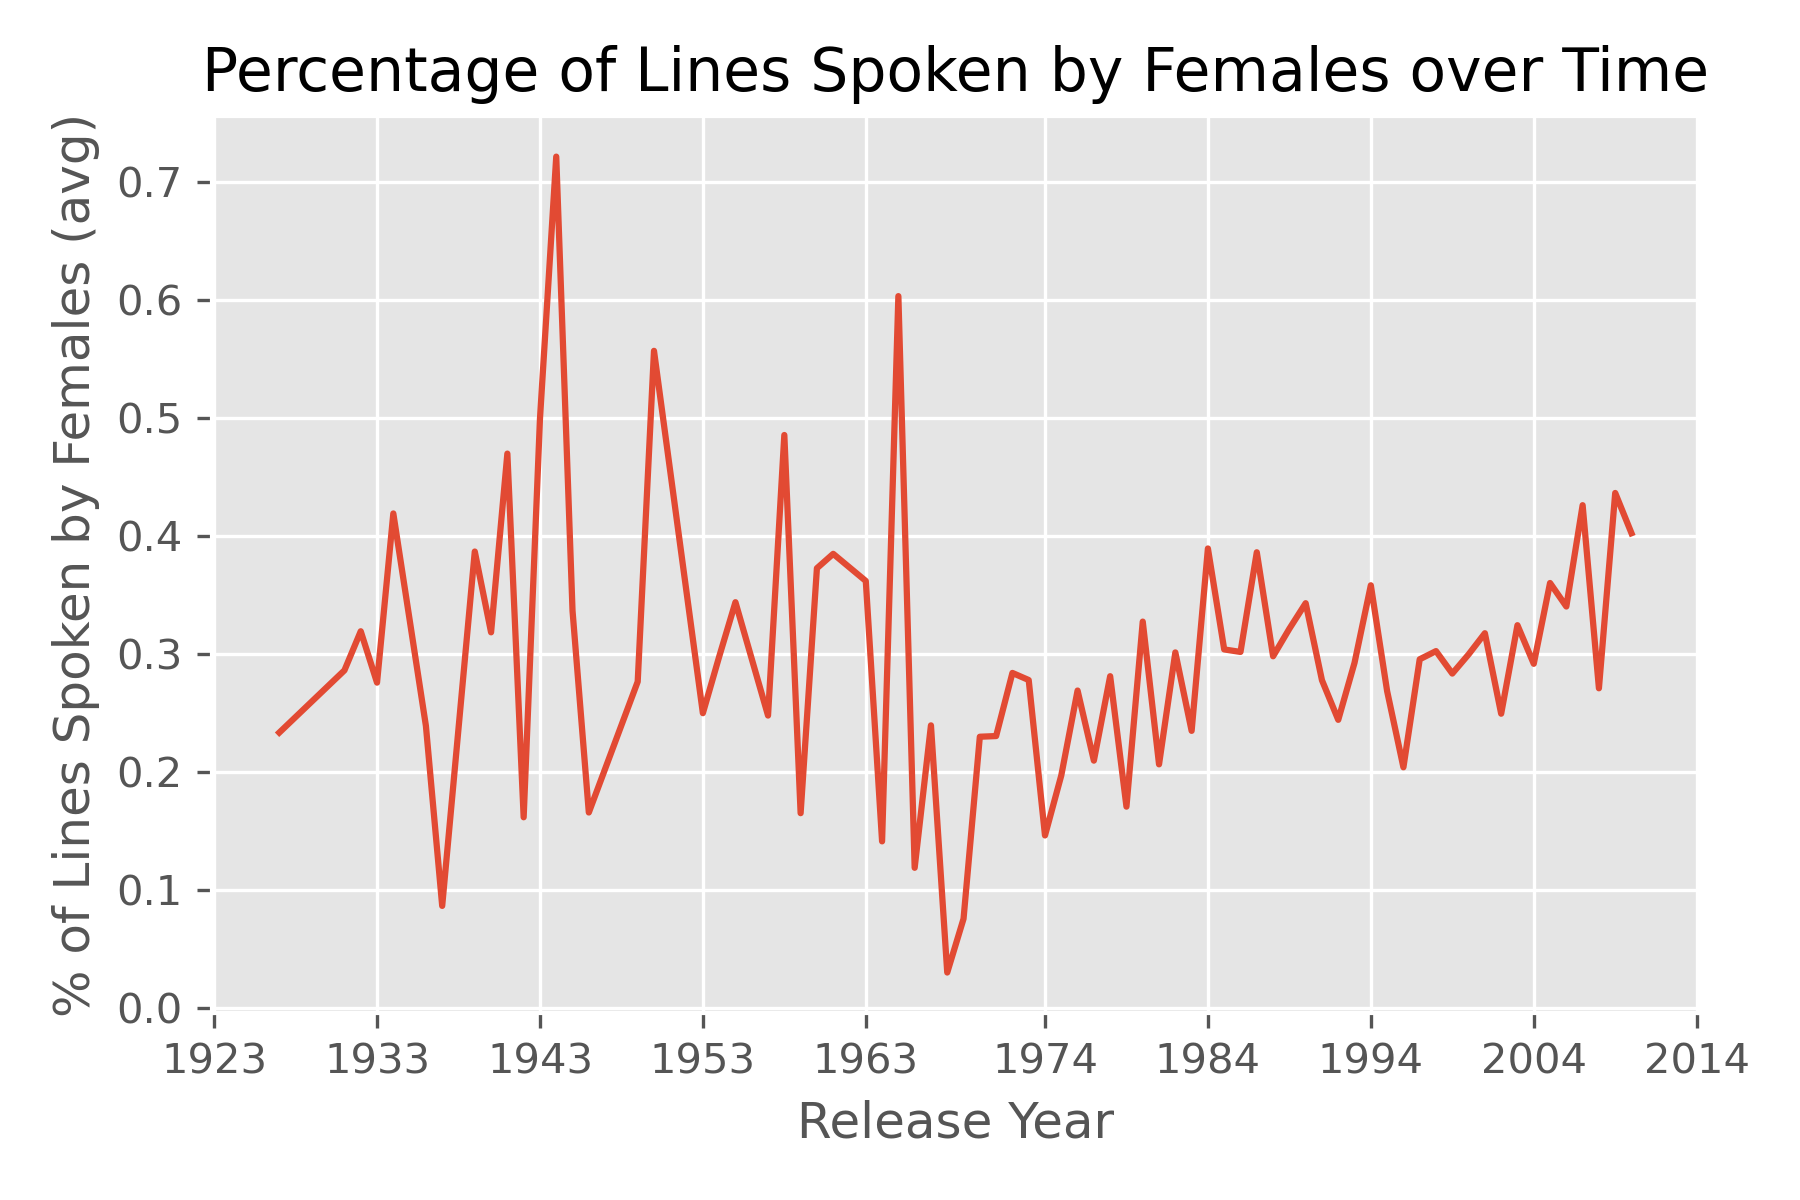 Percentage of Lines Spoken by Females over Time
% of Lines Spoken by Females (avg)
0.7
0.6
0.5
0.4
0.3
0.2
0.1
0.0
1923 1933 1943 1953 1963 1974 1984 1994 2004 2014
Release Year